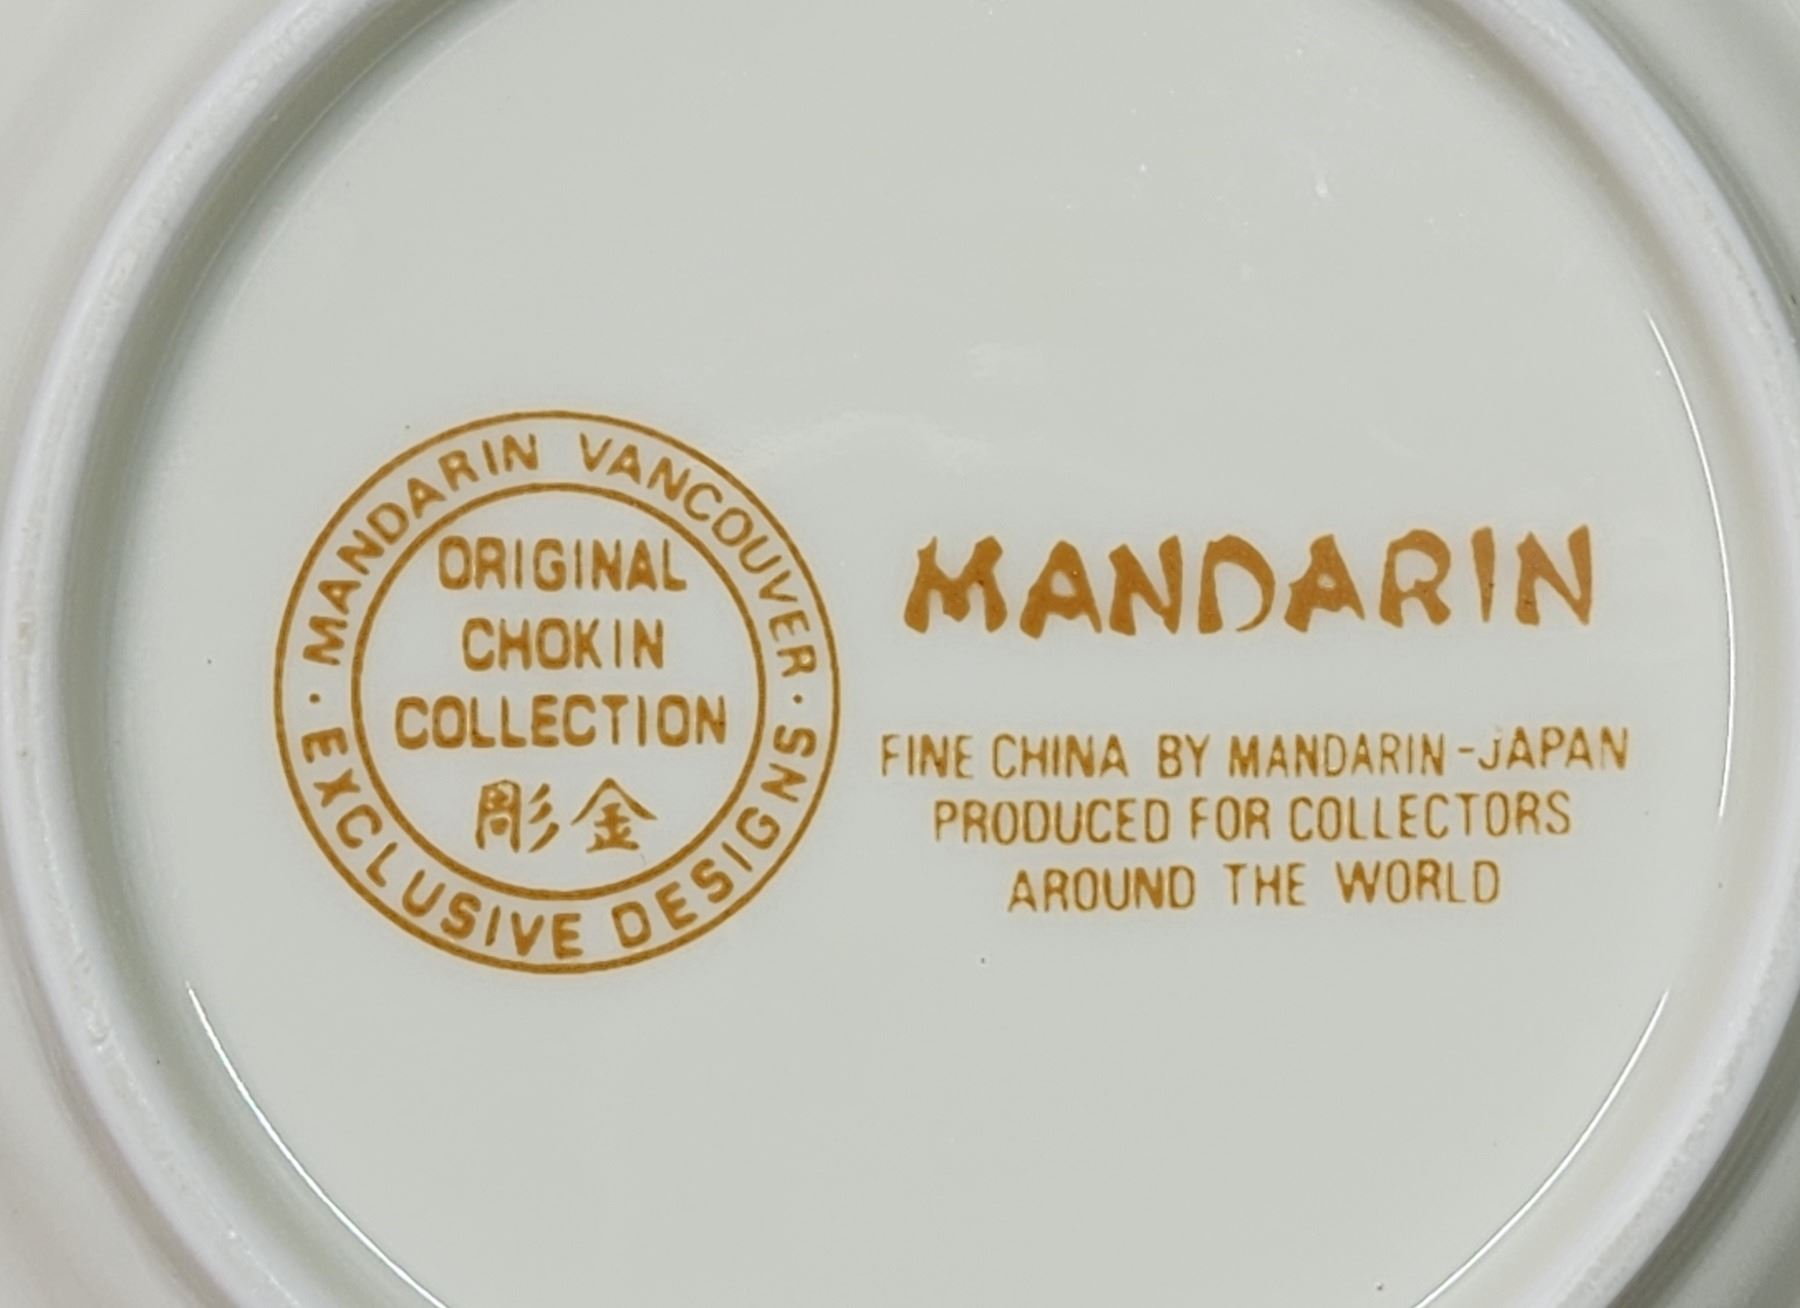 · MANDARIN VANCOUVER ·
ORIGINAL
CHOKIN
COLLECTION
彫金
EXCLUSIVE DESIGNS
MANDARIN
FINE CHINA BY MANDARIN-JAPAN
PRODUCED FOR COLLECTORS
AROUND THE WORLD